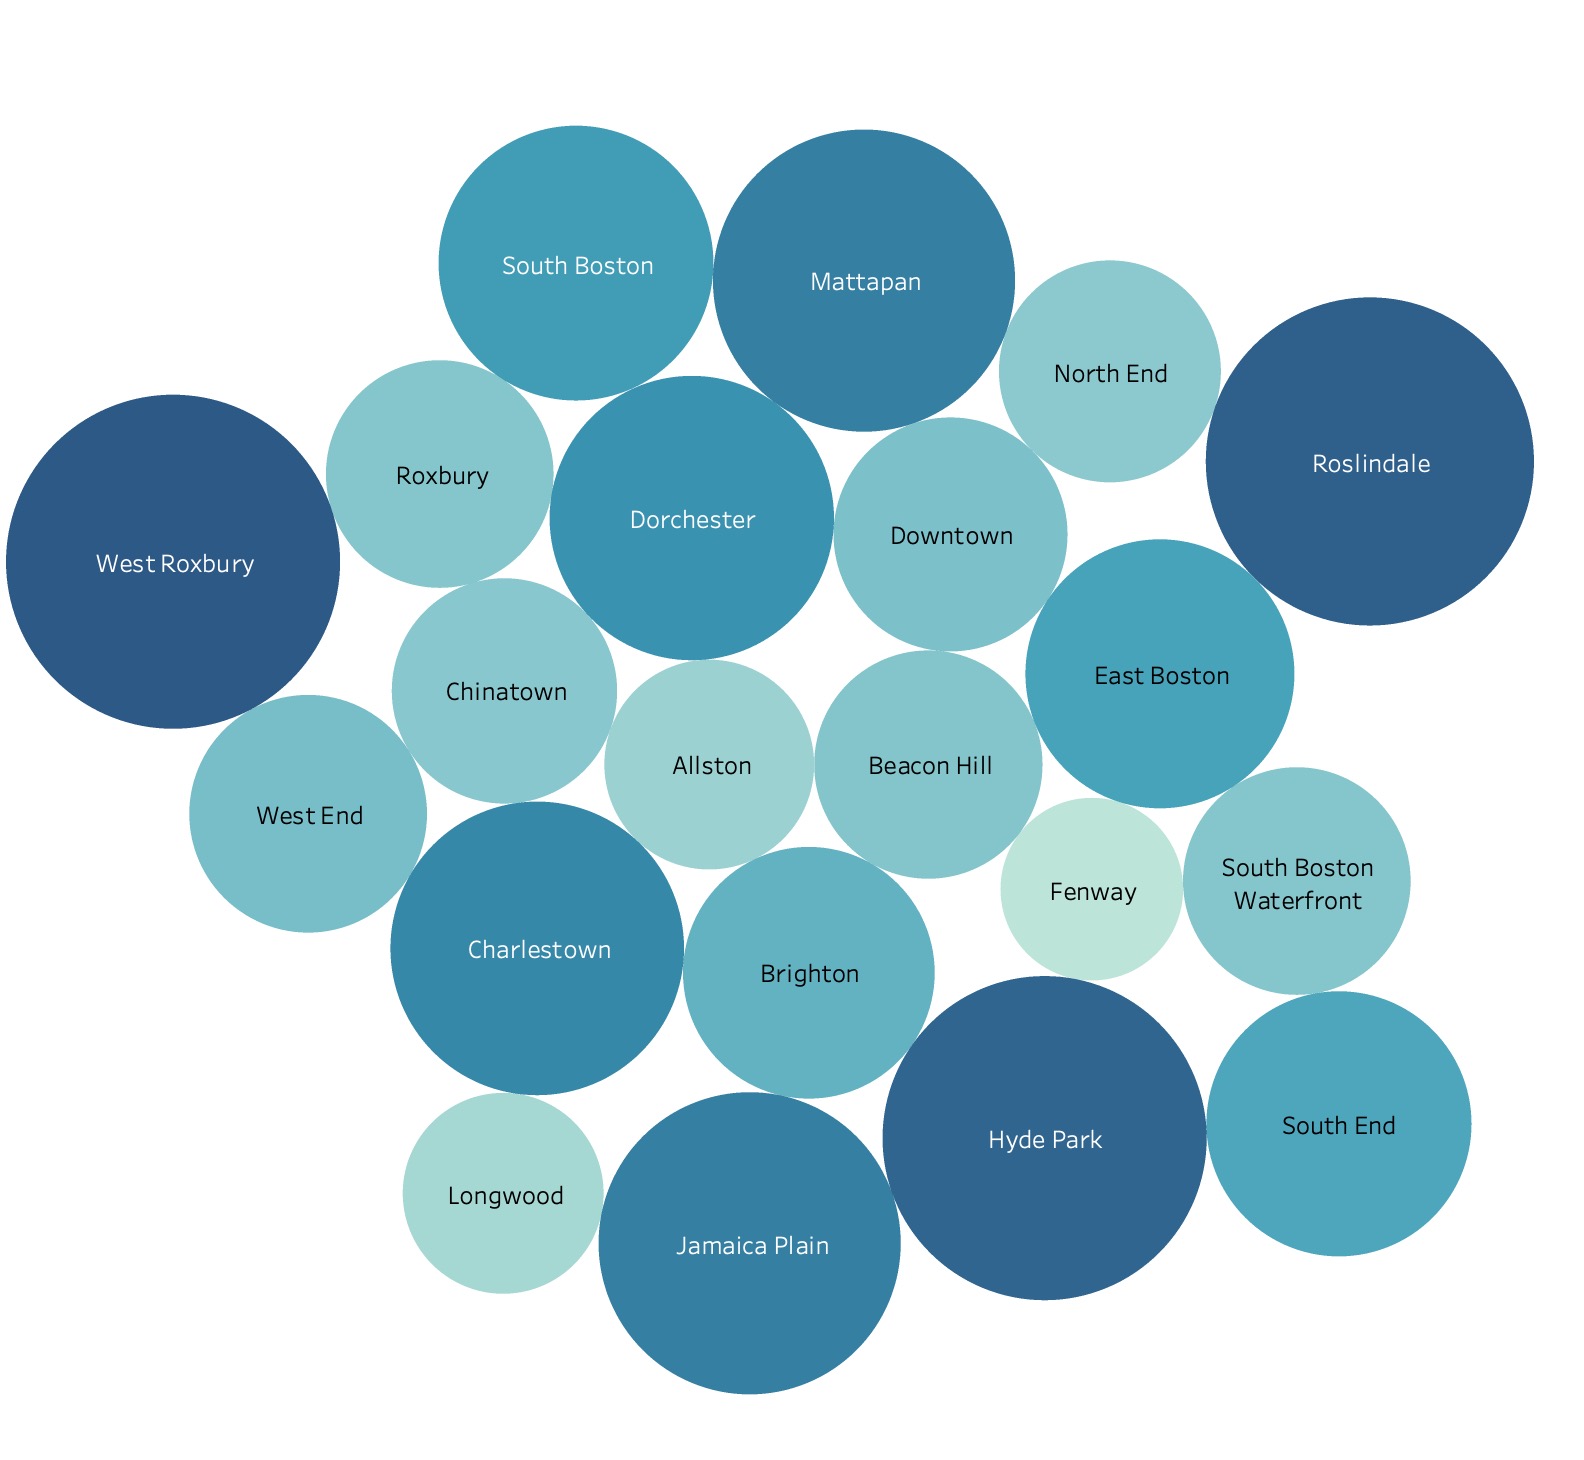 South Boston
Mattapan
North End
Roslindale
Roxbury
Dorchester
Downtown
West Roxbury
East Boston
Chinatown
Allston
Beacon Hill
West End
South Boston
Waterfront
Fenway
Charlestown
Brighton
South End
Hyde Park
Longwood
Jamaica Plain